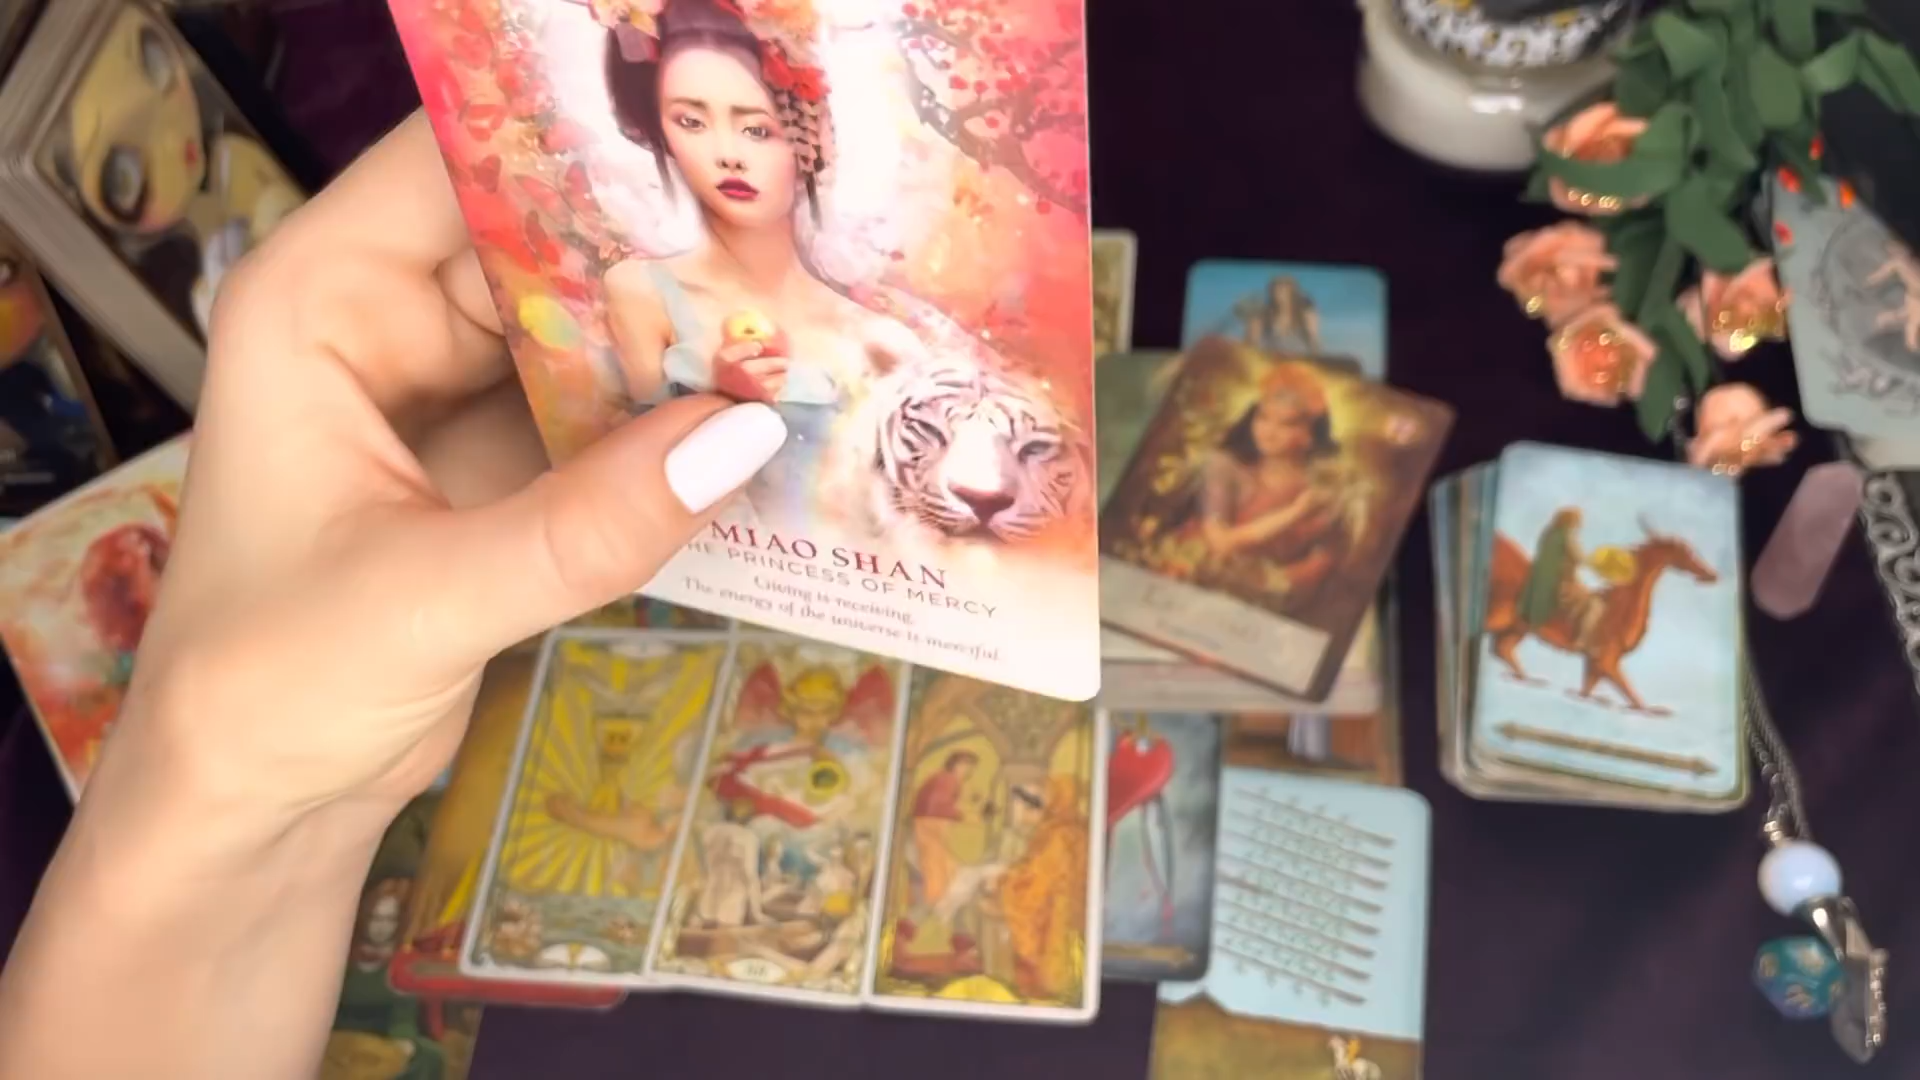 MIAO SHAN
THE PRINCESS OF MERCY
Giving is receiving.
The energy of the universe is merciful.